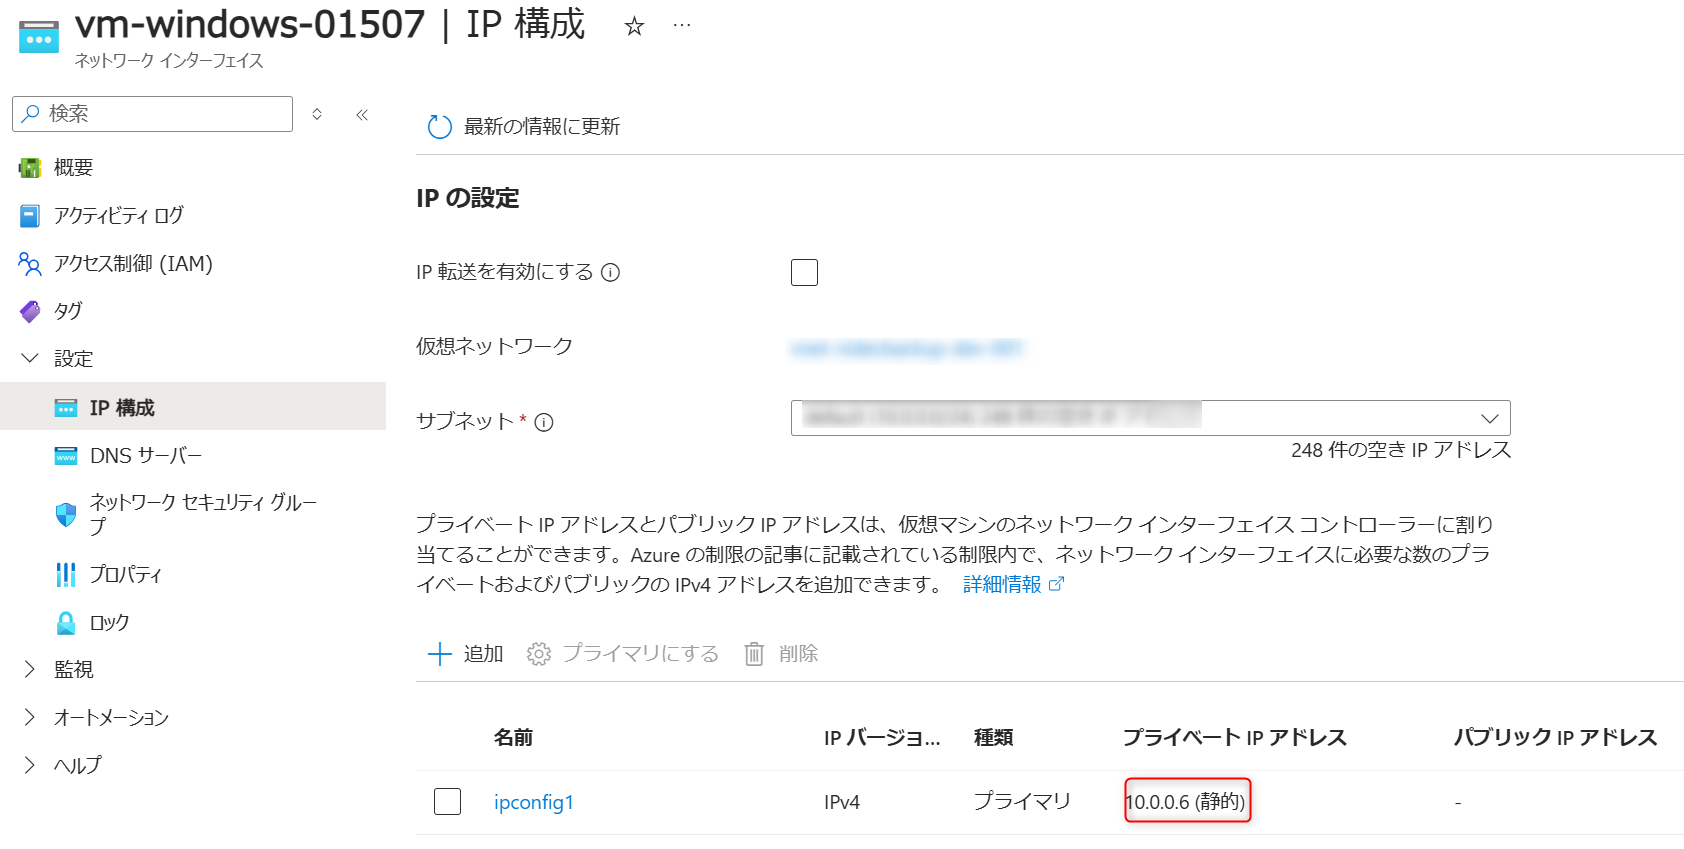 vm-windows-01507 | IP 構成 ☆ …
ネットワーク インターフェイス
検索
«
最新の情報に更新
概要
アクティビティ ログ
アクセス制御 (IAM)
タグ
設定
IP 構成
DNS サーバー
ネットワーク セキュリティ グルー
プ
プロパティ
ロック
監視
オートメーション
ヘルプ
IP の設定
IP 転送を有効にする
仮想ネットワーク
サブネット *
248 件の空き IP アドレス
プライベート IP アドレスとパブリック IP アドレスは、仮想マシンのネットワーク インターフェイス コントローラーに割り
当てることができます。Azure の制限の記事に記載されている制限内で、ネットワーク インターフェイスに必要な数のプラ
イベートおよびパブリックの IPv4 アドレスを追加できます。 詳細情報
追加 プライマリにする 削除
名前 IP バージョ... 種類 プライベート IP アドレス パブリック IP アドレス
ipconfig1 IPv4 プライマリ 10.0.0.6 (静的) -